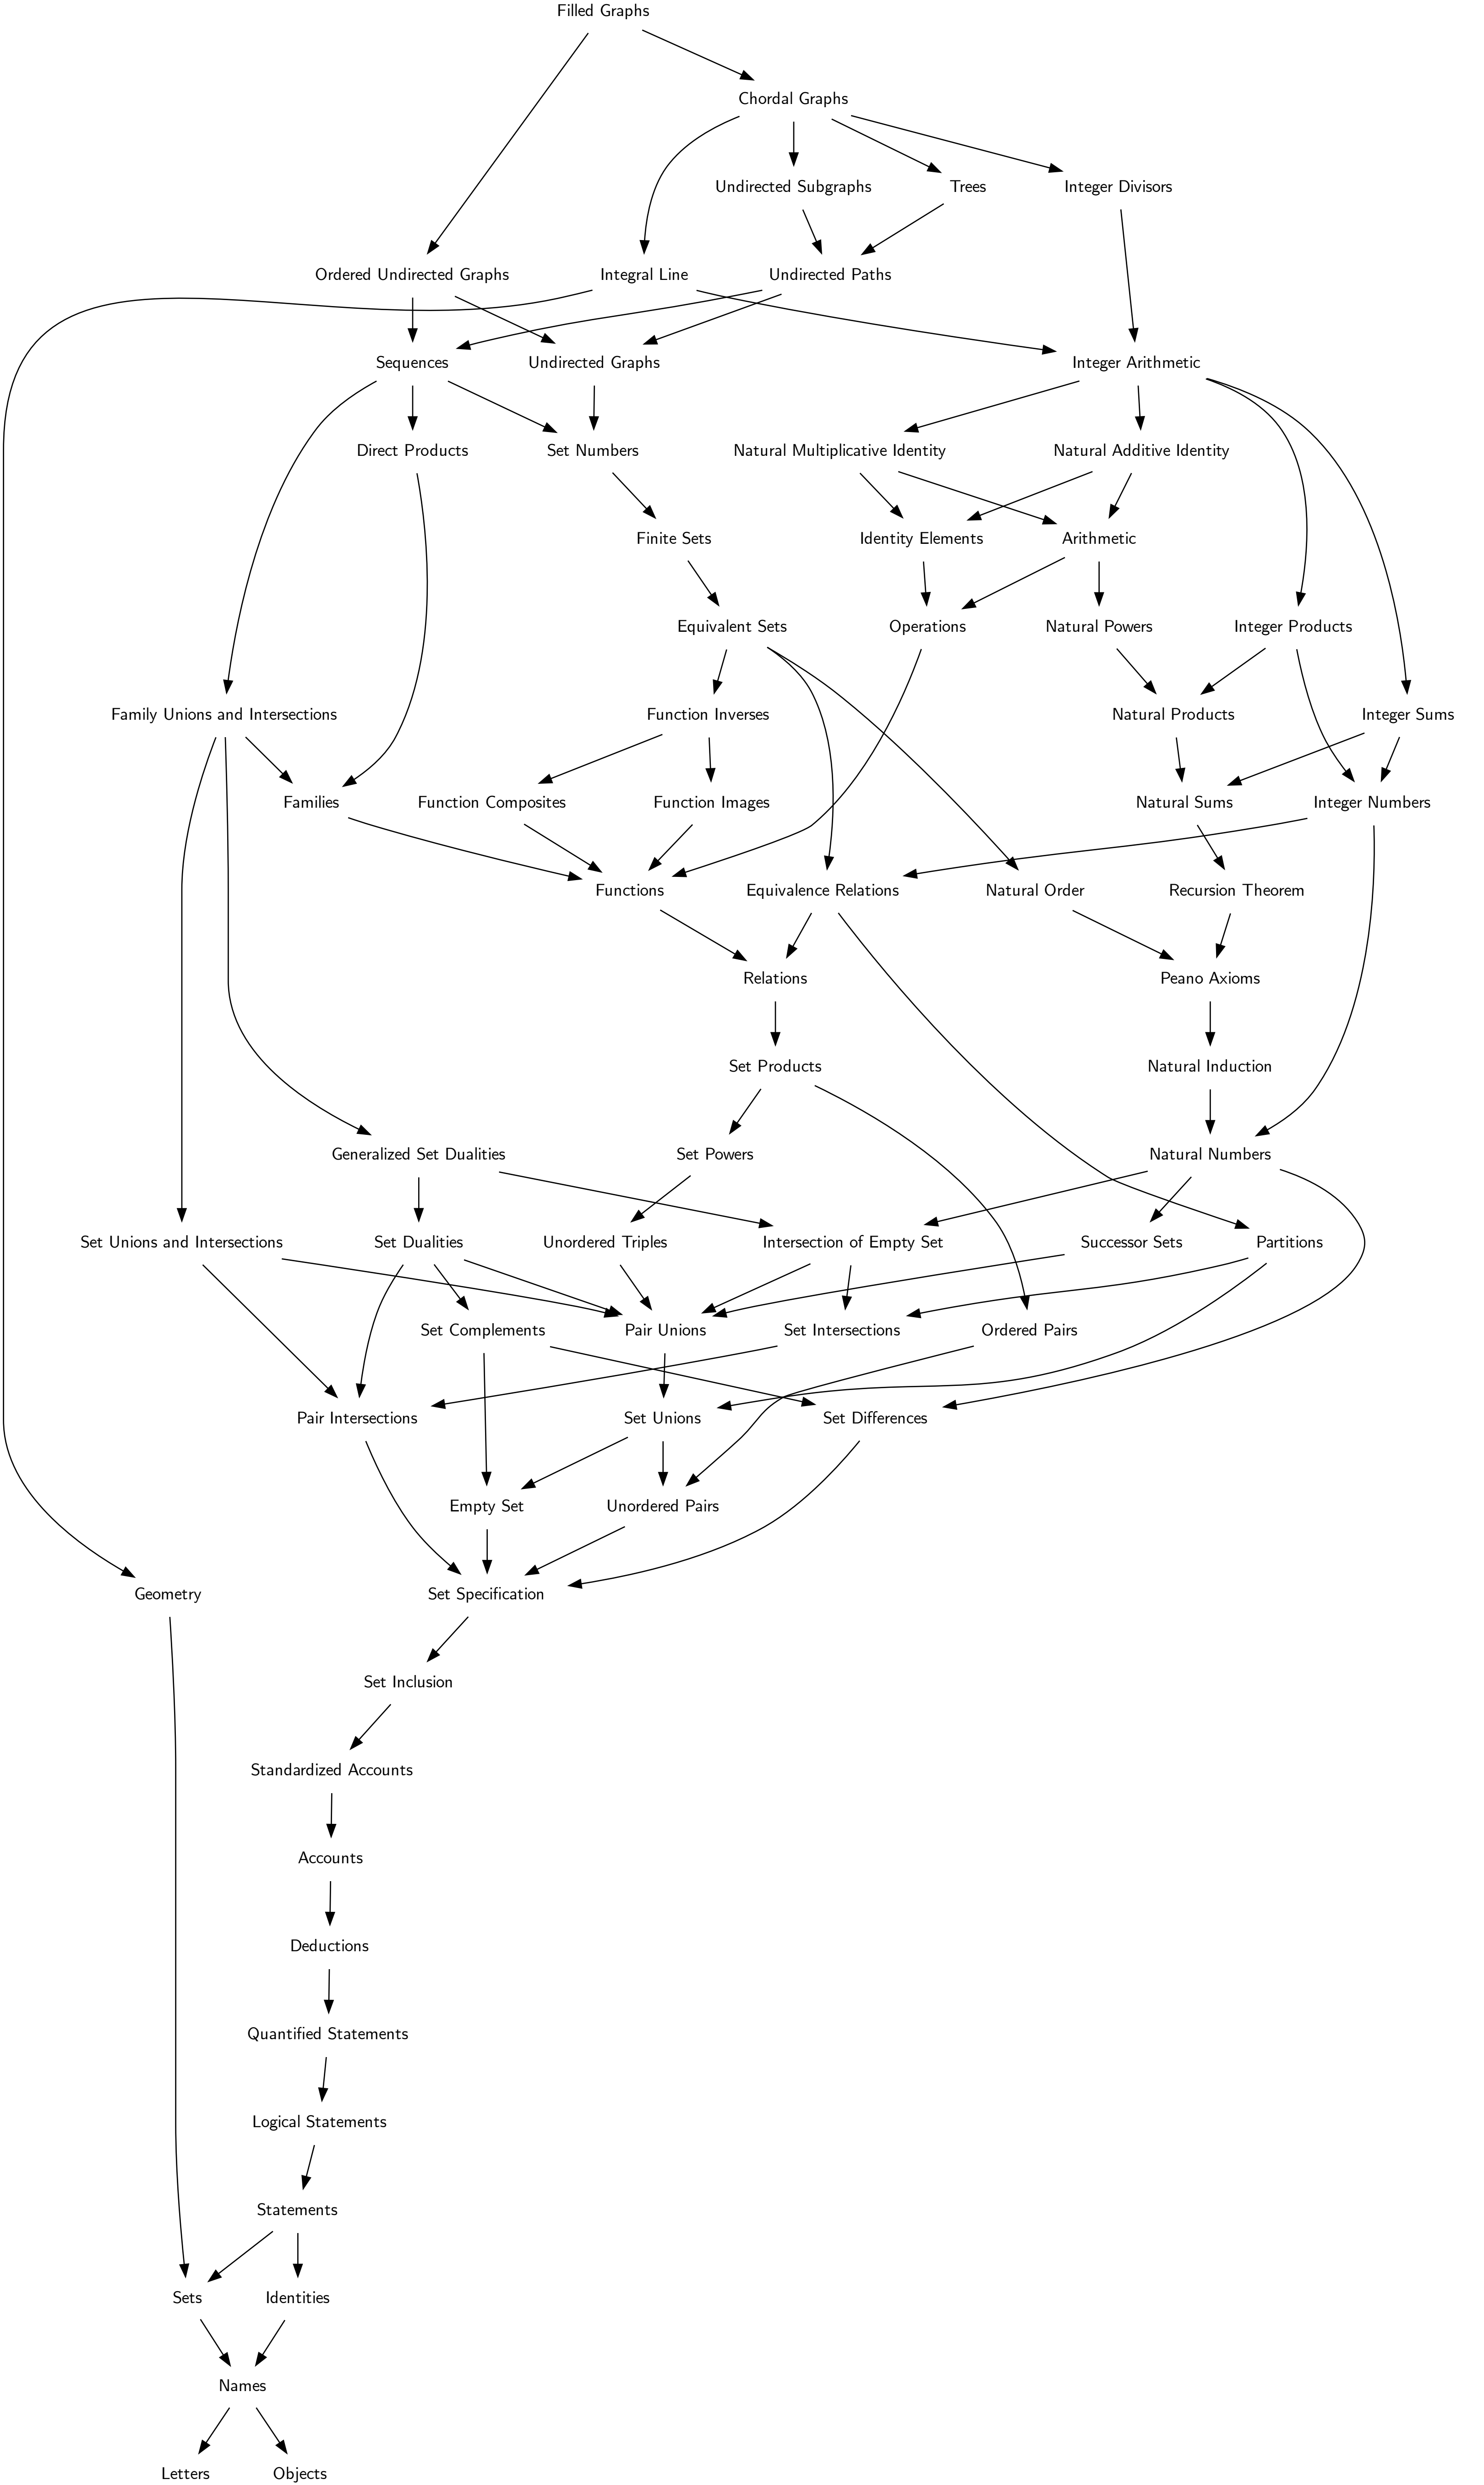 Filled Graphs
Chordal Graphs
Undirected Subgraphs
Trees
Integer Divisors
Ordered Undirected Graphs
Integral Line
Undirected Paths
Sequences
Undirected Graphs
Integer Arithmetic
Direct Products
Set Numbers
Natural Multiplicative Identity
Natural Additive Identity
Finite Sets
Identity Elements
Arithmetic
Equivalent Sets
Operations
Natural Powers
Integer Products
Family Unions and Intersections
Function Inverses
Natural Products
Integer Sums
Families
Function Composites
Function Images
Natural Sums
Integer Numbers
Functions
Equivalence Relations
Natural Order
Recursion Theorem
Relations
Peano Axioms
Set Products
Natural Induction
Generalized Set Dualities
Set Powers
Natural Numbers
Set Unions and Intersections
Set Dualities
Unordered Triples
Intersection of Empty Set
Successor Sets
Partitions
Set Complements
Pair Unions
Set Intersections
Ordered Pairs
Pair Intersections
Set Unions
Set Differences
Empty Set
Unordered Pairs
Geometry
Set Specification
Set Inclusion
Standardized Accounts
Accounts
Deductions
Quantified Statements
Logical Statements
Statements
Sets
Identities
Names
Letters
Objects